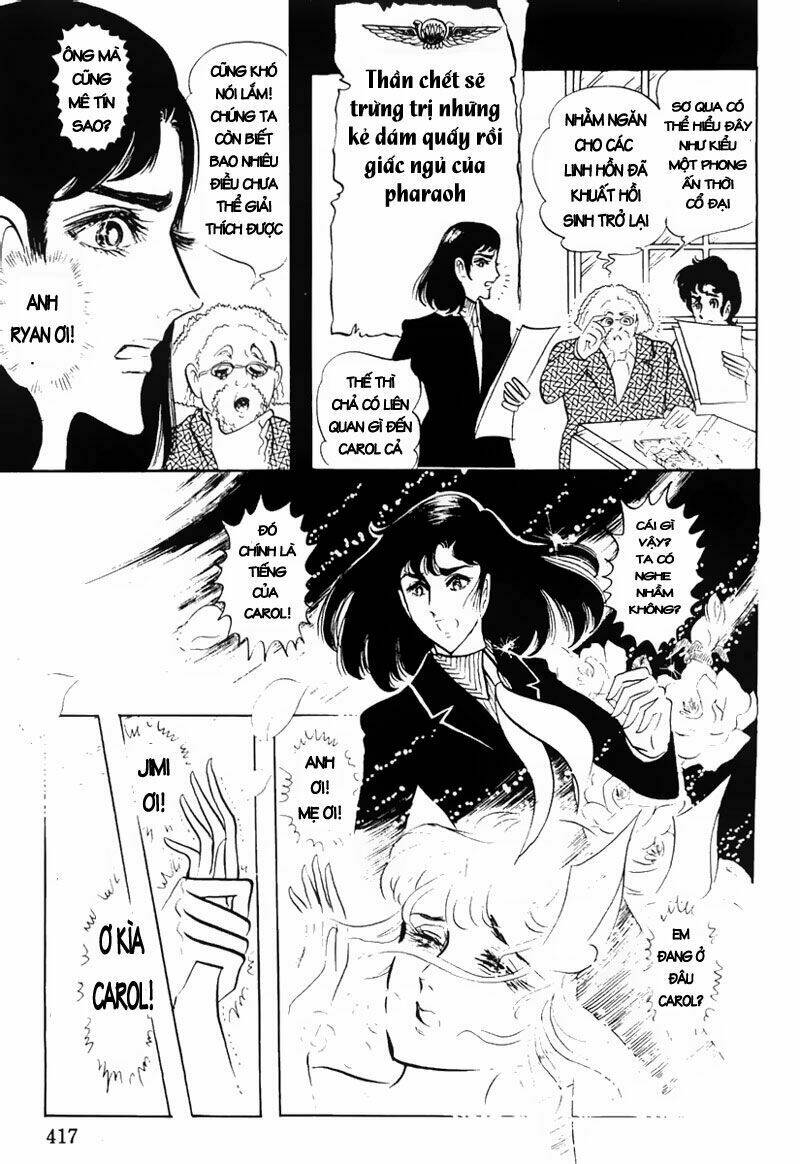 SƠ QUA CÓ
THỂ HIỂU ĐÂY
NHƯ KIỂU
MỘT PHONG
ẤN THỜI
CỔ ĐẠI
NHẰM NGĂN
CHO CÁC
LINH HỒN ĐÃ
KHUẤT HỒI
SINH TRỞ LẠI
Thần chết sẽ
trừng trị những
kẻ dám quấy rồi
giấc ngủ của
pharaoh
THẾ THÌ
CHẢ CÓ LIÊN
QUAN GÌ ĐẾN
CAROL CẢ
CŨNG KHÓ
NÓI LẮM!
CHÚNG TA
CÒN BIẾT
BAO NHIÊU
ĐIỀU CHƯA
THỂ GIẢI
THÍCH ĐƯỢC
ÔNG MÀ
CŨNG
MÊ TÍN
SAO?
ANH
RYAN ƠI!
CÁI GÌ
VẬY?
TA CÓ
NGHE
NHẦM
KHÔNG?
ĐÓ
CHÍNH LÀ
TIẾNG
CỦA
CAROL!
EM
ĐANG Ở
ĐÂU
CAROL?
ANH
ƠI!
MẸ ƠI!
JIMI
ƠI!
Ơ KÌA
CAROL!
417